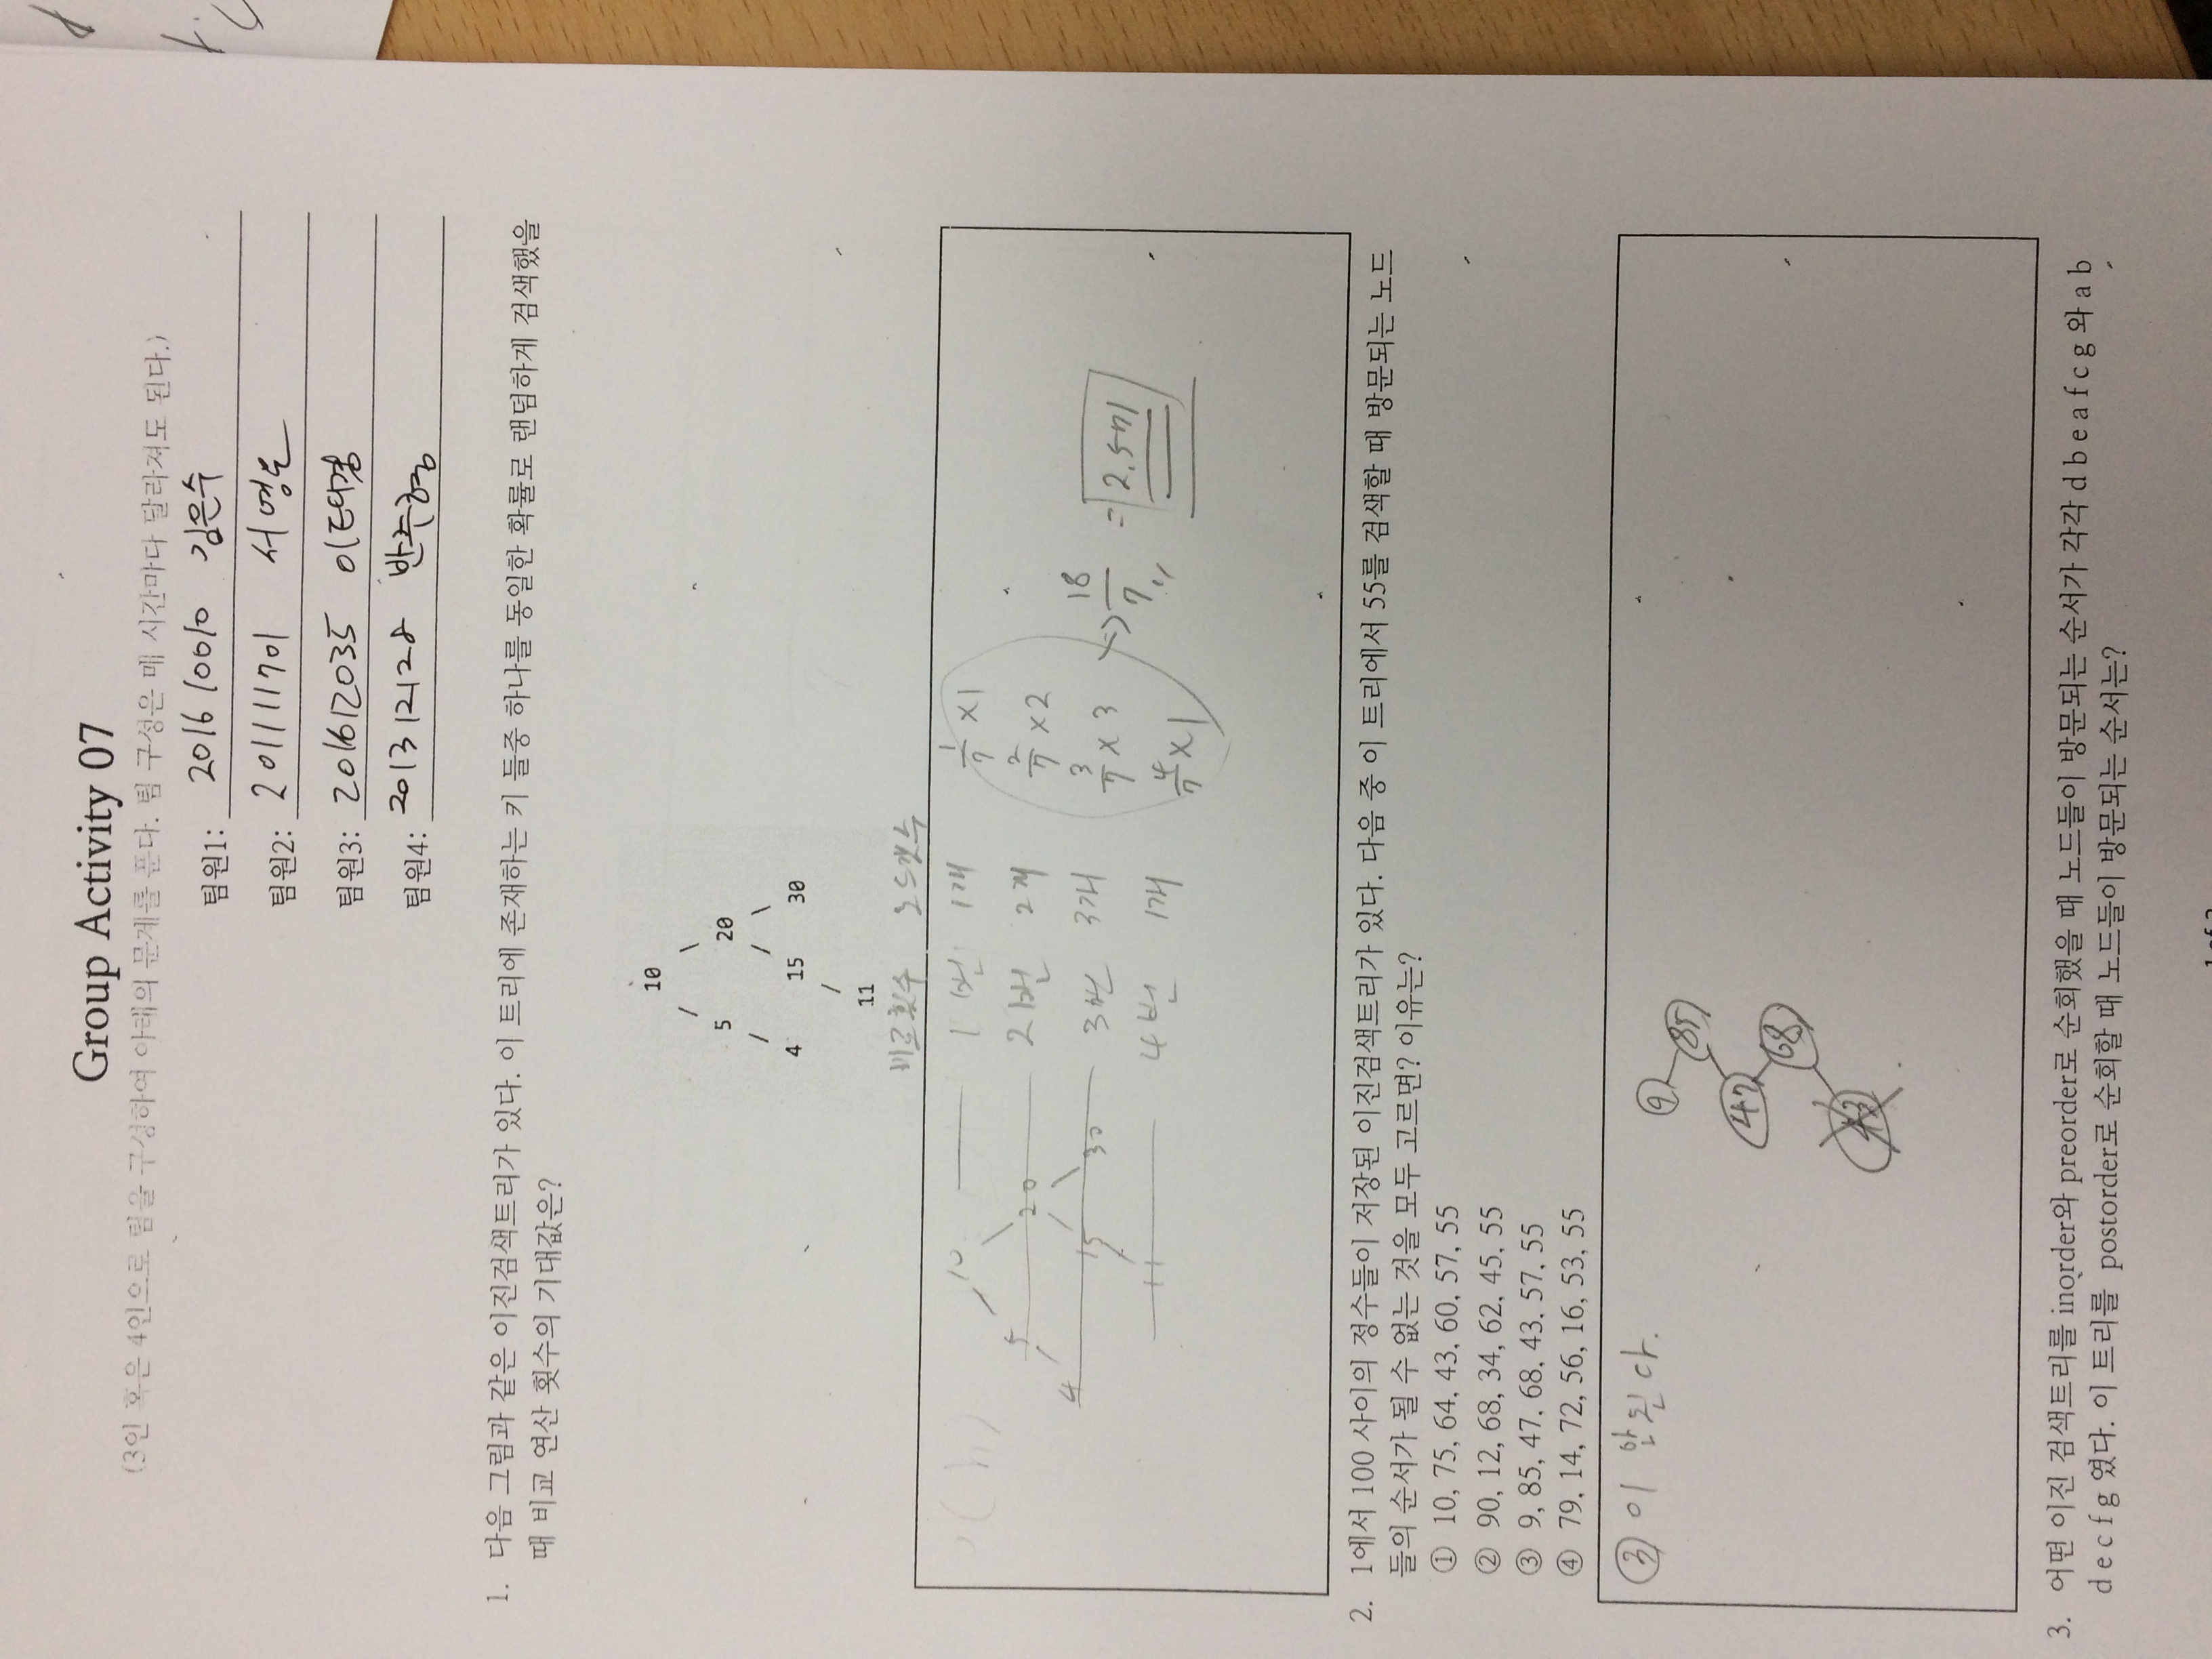 Group Activity 07
(3인 혹은 4인으로 팀을 구성하여 아래의 문제를 푼다. 팀 구성은 매 시간마다 달라져도 된다.)
팀원1: 201610010 김은수
팀원2: 201111701 서영은
팀원3: 201612035 이태경
팀원4: 201312128 반주형
1. 다음 그림과 같은 이진검색트리가 있다. 이 트리에 존재하는 키 들중 하나를 동일한 확률로 랜덤하게 검색했을
때 비교 연산 횟수의 기대값은?
10
/ \
5 20
/ / \
4 15 30
/
11
비교횟수 노드갯수
10 1번 1개 1/7 ×1
5 20 2번 2개 2/7 ×2
4 15 30 3번 3개 3/7 ×3 => 18/7 = 2.571
11 4번 1개 4/7 ×1
2. 1에서 100 사이의 정수들이 저장된 이진검색트리가 있다. 다음 중 이 트리에서 55를 검색할 때 방문되는 노드
들의 순서가 될 수 없는 것을 모두 고르면? 이유는?
① 10, 75, 64, 43, 60, 57, 55
② 90, 12, 68, 34, 62, 45, 55
③ 9, 85, 47, 68, 43, 57, 55
④ 79, 14, 72, 56, 16, 53, 55
③이 안된다.
9
85
47
68
43
3. 어떤 이진 검색트리를 inorder와 preorder로 순회했을 때 노드들이 방문되는 순서가 각각 d b e a f c g 와 a b
d e c f g 였다. 이 트리를 postorder로 순회할 때 노드들이 방문되는 순서는?